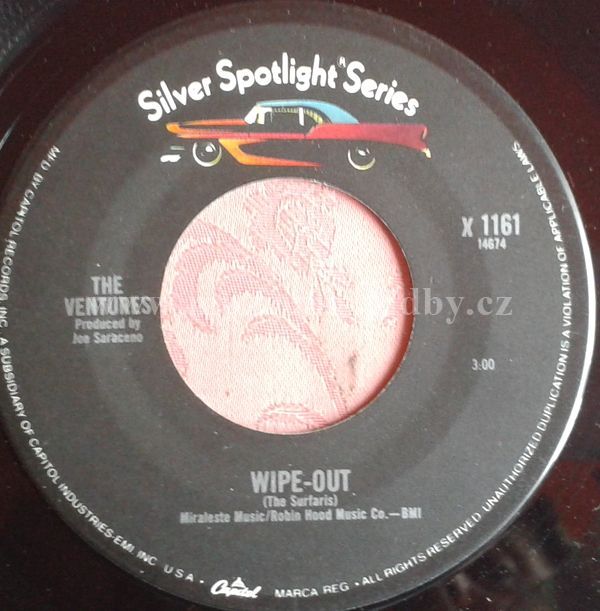 Silver Spotlight® Series
X 1161
14674
THE
VENTURES
Produced by
Joe Saraceno
3:00
WIPE-OUT
(The Surfaris)
Miraleste Music/Robin Hood Music Co.—BMI
MF'D BY CAPITOL RECORDS INC. A SUBSIDIARY OF CAPITOL INDUSTRIES-EMI, INC. U.S.A. • Capitol MARCA REG. • ALL RIGHTS RESERVED. UNAUTHORIZED DUPLICATION IS A VIOLATION OF APPLICABLE LAWS